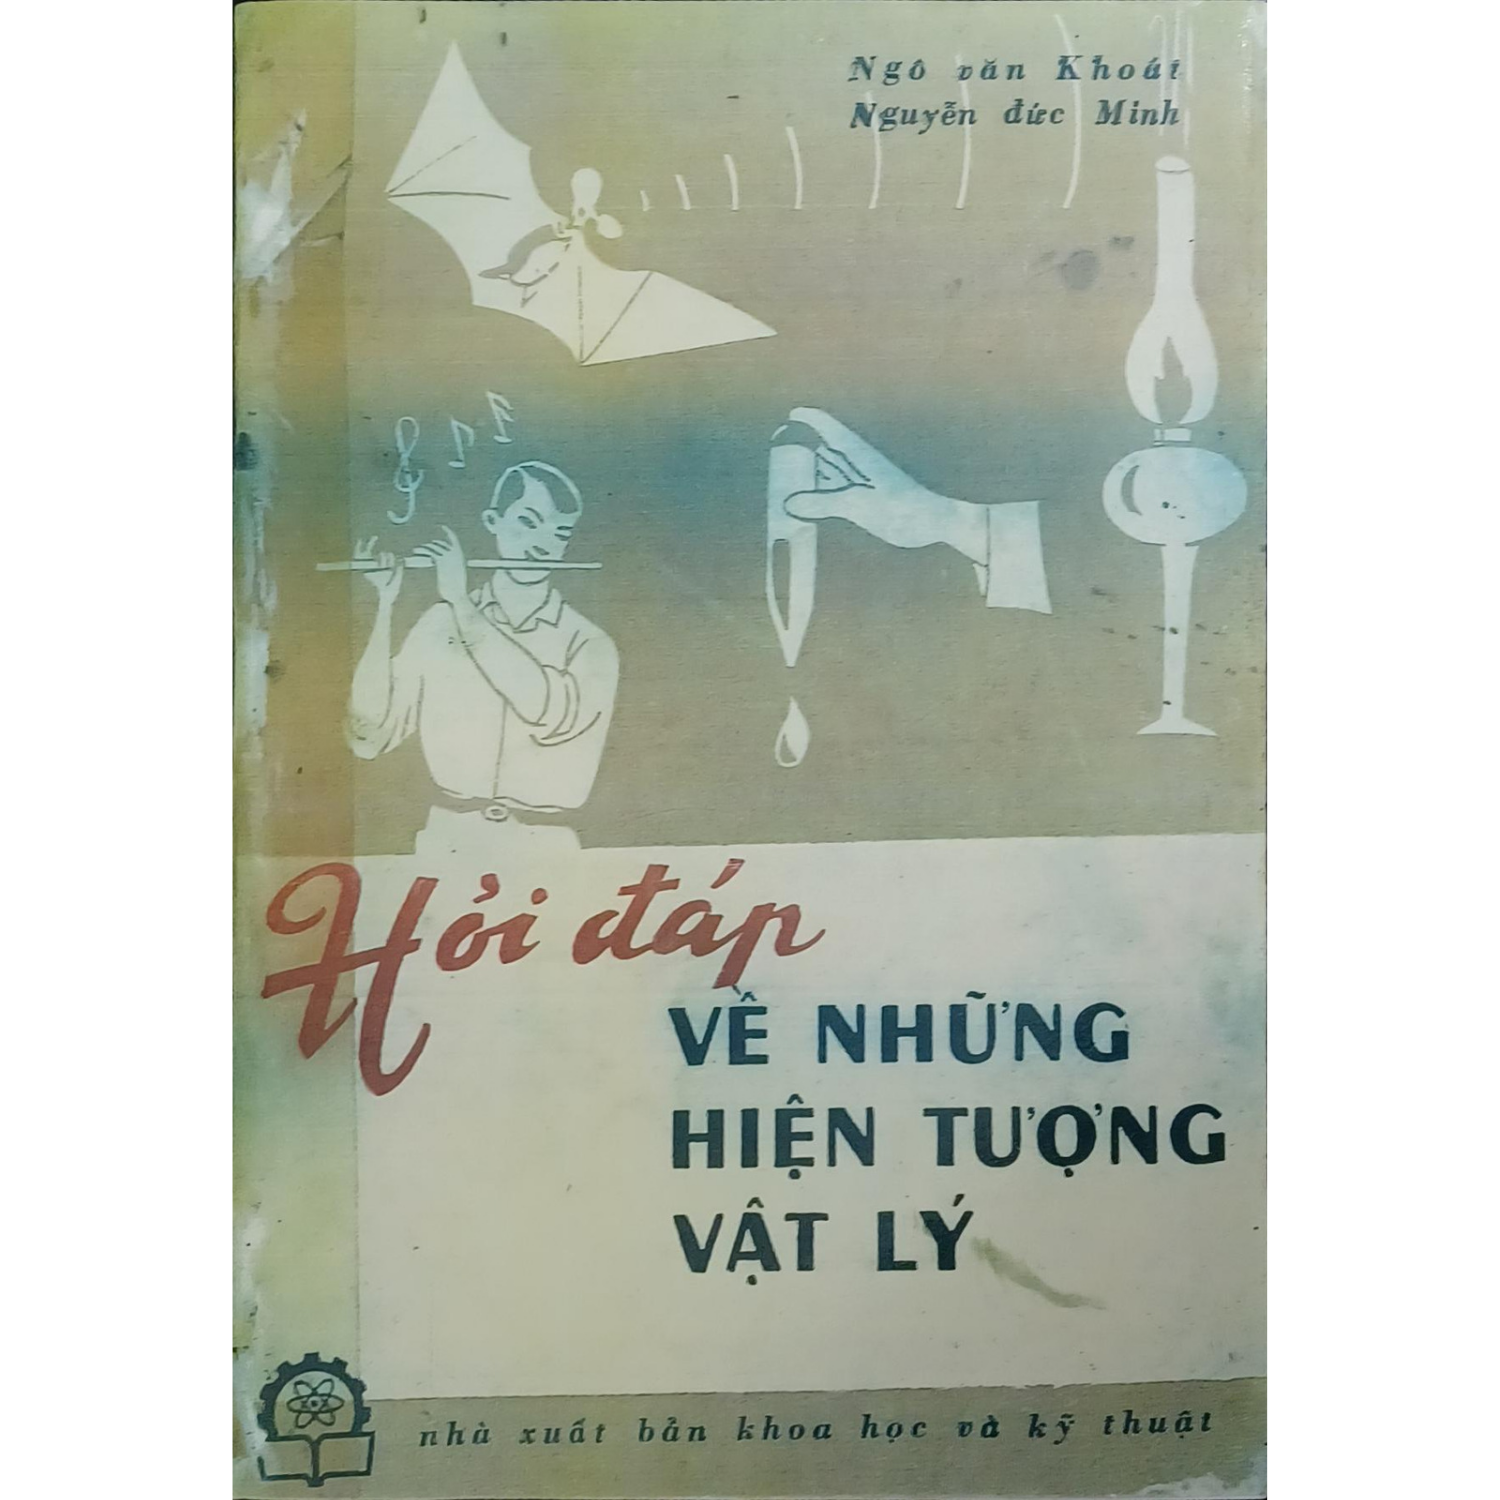 Ngô văn Khoát
Nguyễn đức Minh
Hỏi đáp
VỀ NHỮNG
HIỆN TƯỢNG
VẬT LÝ
nhà xuất bản khoa học và kỹ thuật